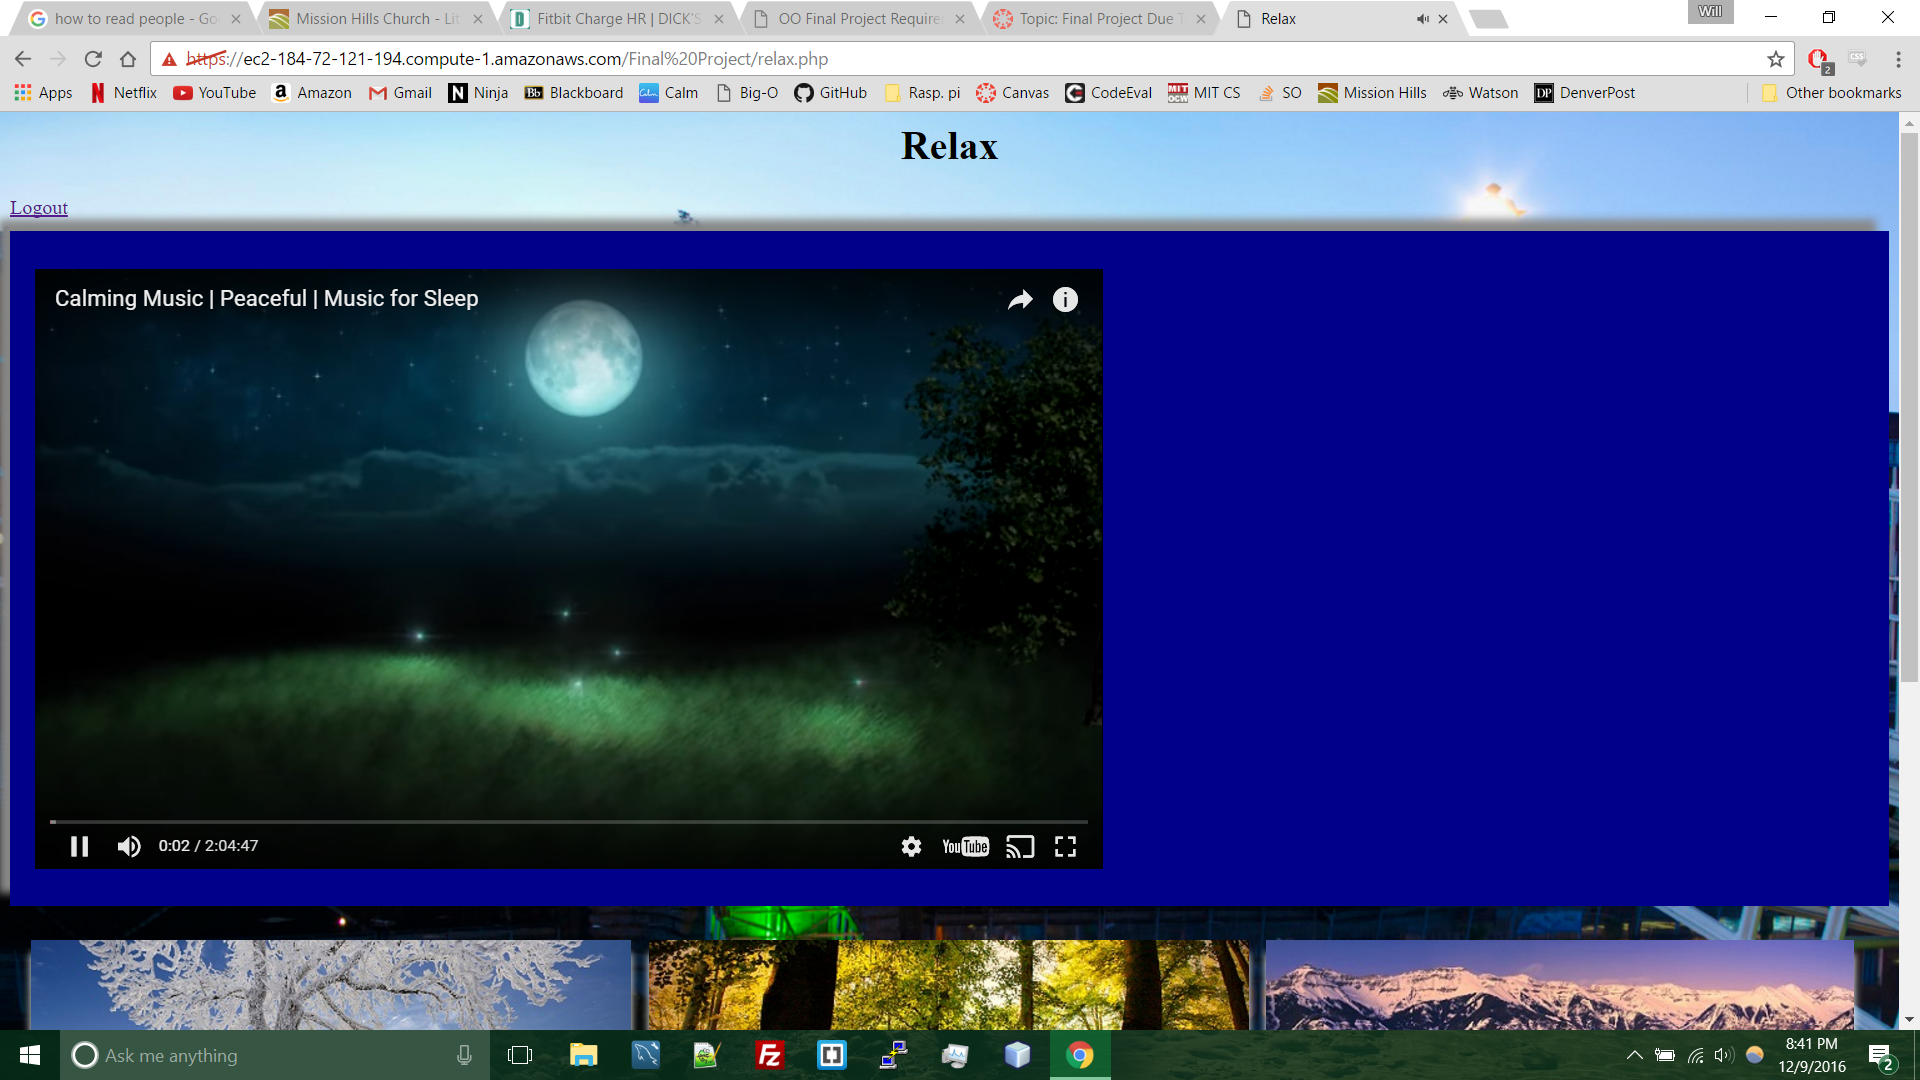 how to read people - Go
Mission Hills Church - Lit
Fitbit Charge HR | DICK'S
OO Final Project Require
Topic: Final Project Due T
Relax
Will
https://ec2-184-72-121-194.compute-1.amazonaws.com/Final%20Project/relax.php
2
CSS
Apps
Netflix
YouTube
Amazon
Gmail
Ninja
Blackboard
Calm
Big-O
GitHub
Rasp. pi
Canvas
CodeEval
MIT CS
SO
Mission Hills
Watson
DenverPost
Other bookmarks
Relax
Logout
Calming Music | Peaceful | Music for Sleep
0:02 / 2:04:47
YouTube
Ask me anything
8:41 PM
12/9/2016
2